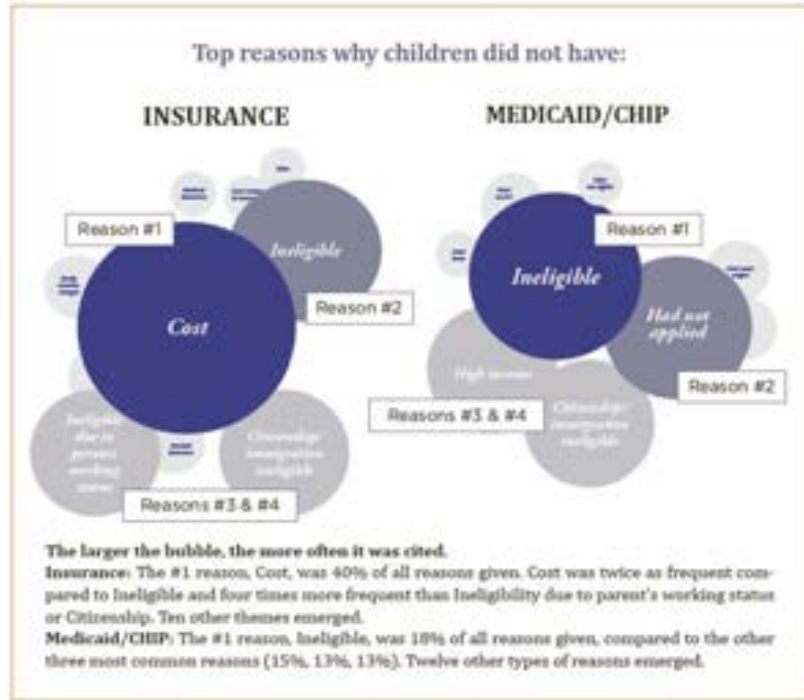 Top reasons why children did not have:
INSURANCE
MEDICAID/CHIP
Reason #1
Ineligible
Cost
Reason #2
Ineligible
due to
parents
working
status
Citizenship/
immigration
ineligible
Reasons #3 & #4
Reason #1
Ineligible
Had not
applied
High income
Reason #2
Reasons #3 & #4
Citizenship/
immigration
ineligible
The larger the bubble, the more often it was cited.
Insurance: The #1 reason, Cost, was 40% of all reasons given. Cost was twice as frequent com-
pared to Ineligible and four times more frequent than Ineligibility due to parent's working status
or Citizenship. Ten other themes emerged.
Medicaid/CHIP: The #1 reason, Ineligible, was 18% of all reasons given, compared to the other
three most common reasons (15%, 13%, 13%). Twelve other types of reasons emerged.